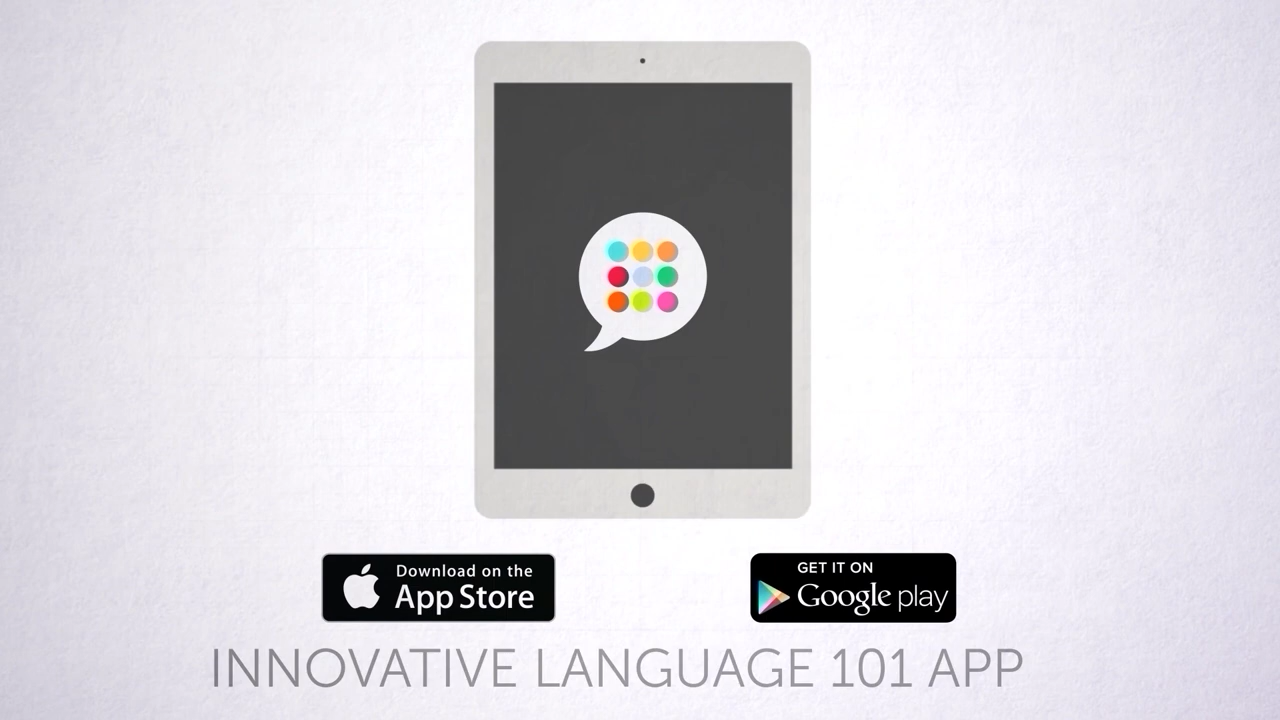 Download on the
App Store
GET IT ON
Google play
INNOVATIVE LANGUAGE 101 APP